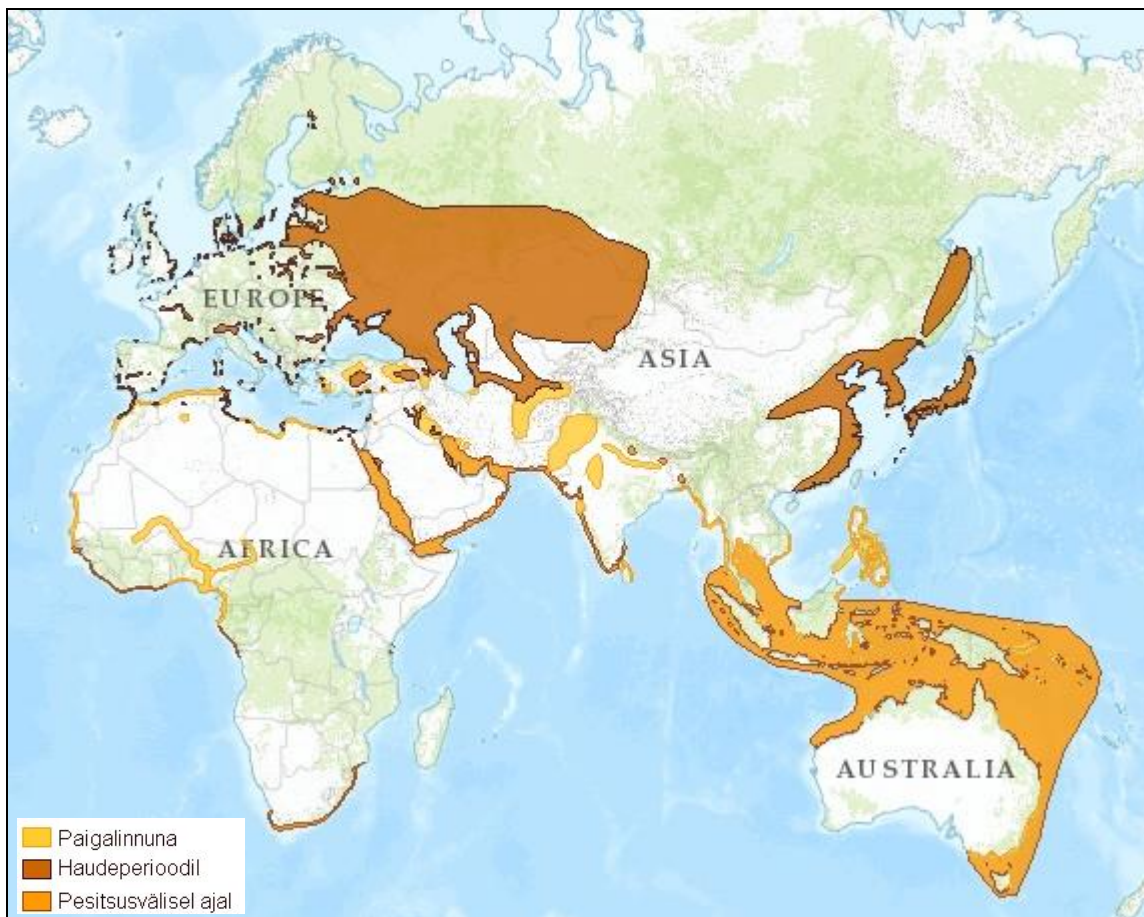 EUROPE
ASIA
AFRICA
AUSTRALIA
Paigalinnuna
Haudeperioodil
Pesitsusvälisel ajal